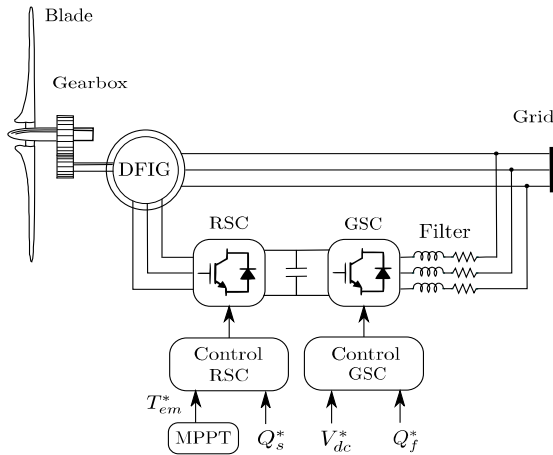 Blade
Gearbox
Grid
DFIG
RSC
GSC
Filter
Control
RSC
Control
GSC
T*em
MPPT
Q*s
V*dc
Q*f